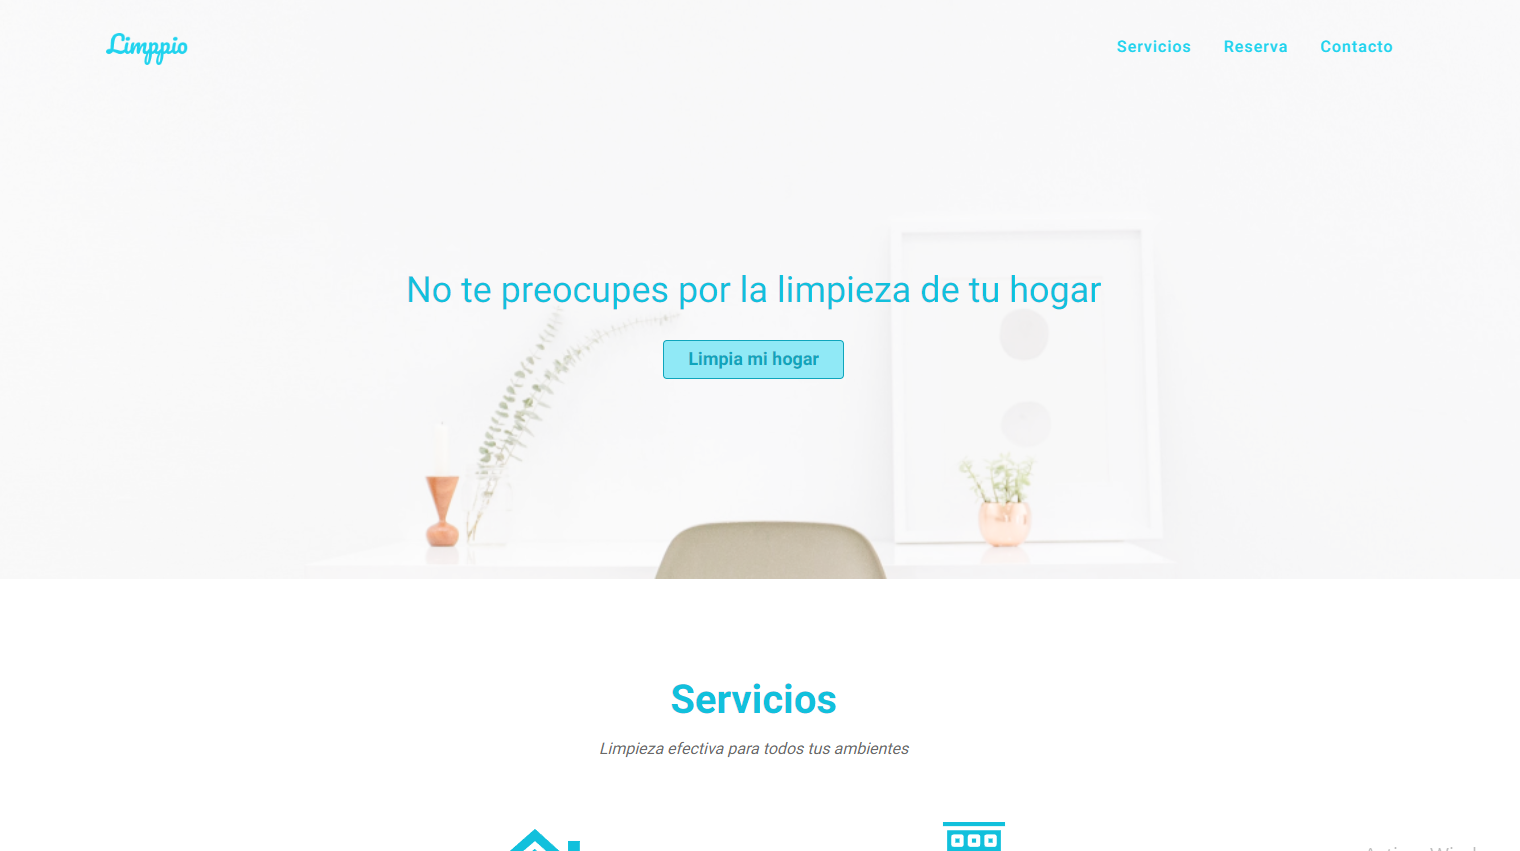 Limppio
Servicios Reserva Contacto
No te preocupes por la limpieza de tu hogar
Limpia mi hogar
Servicios
Limpieza efectiva para todos tus ambientes